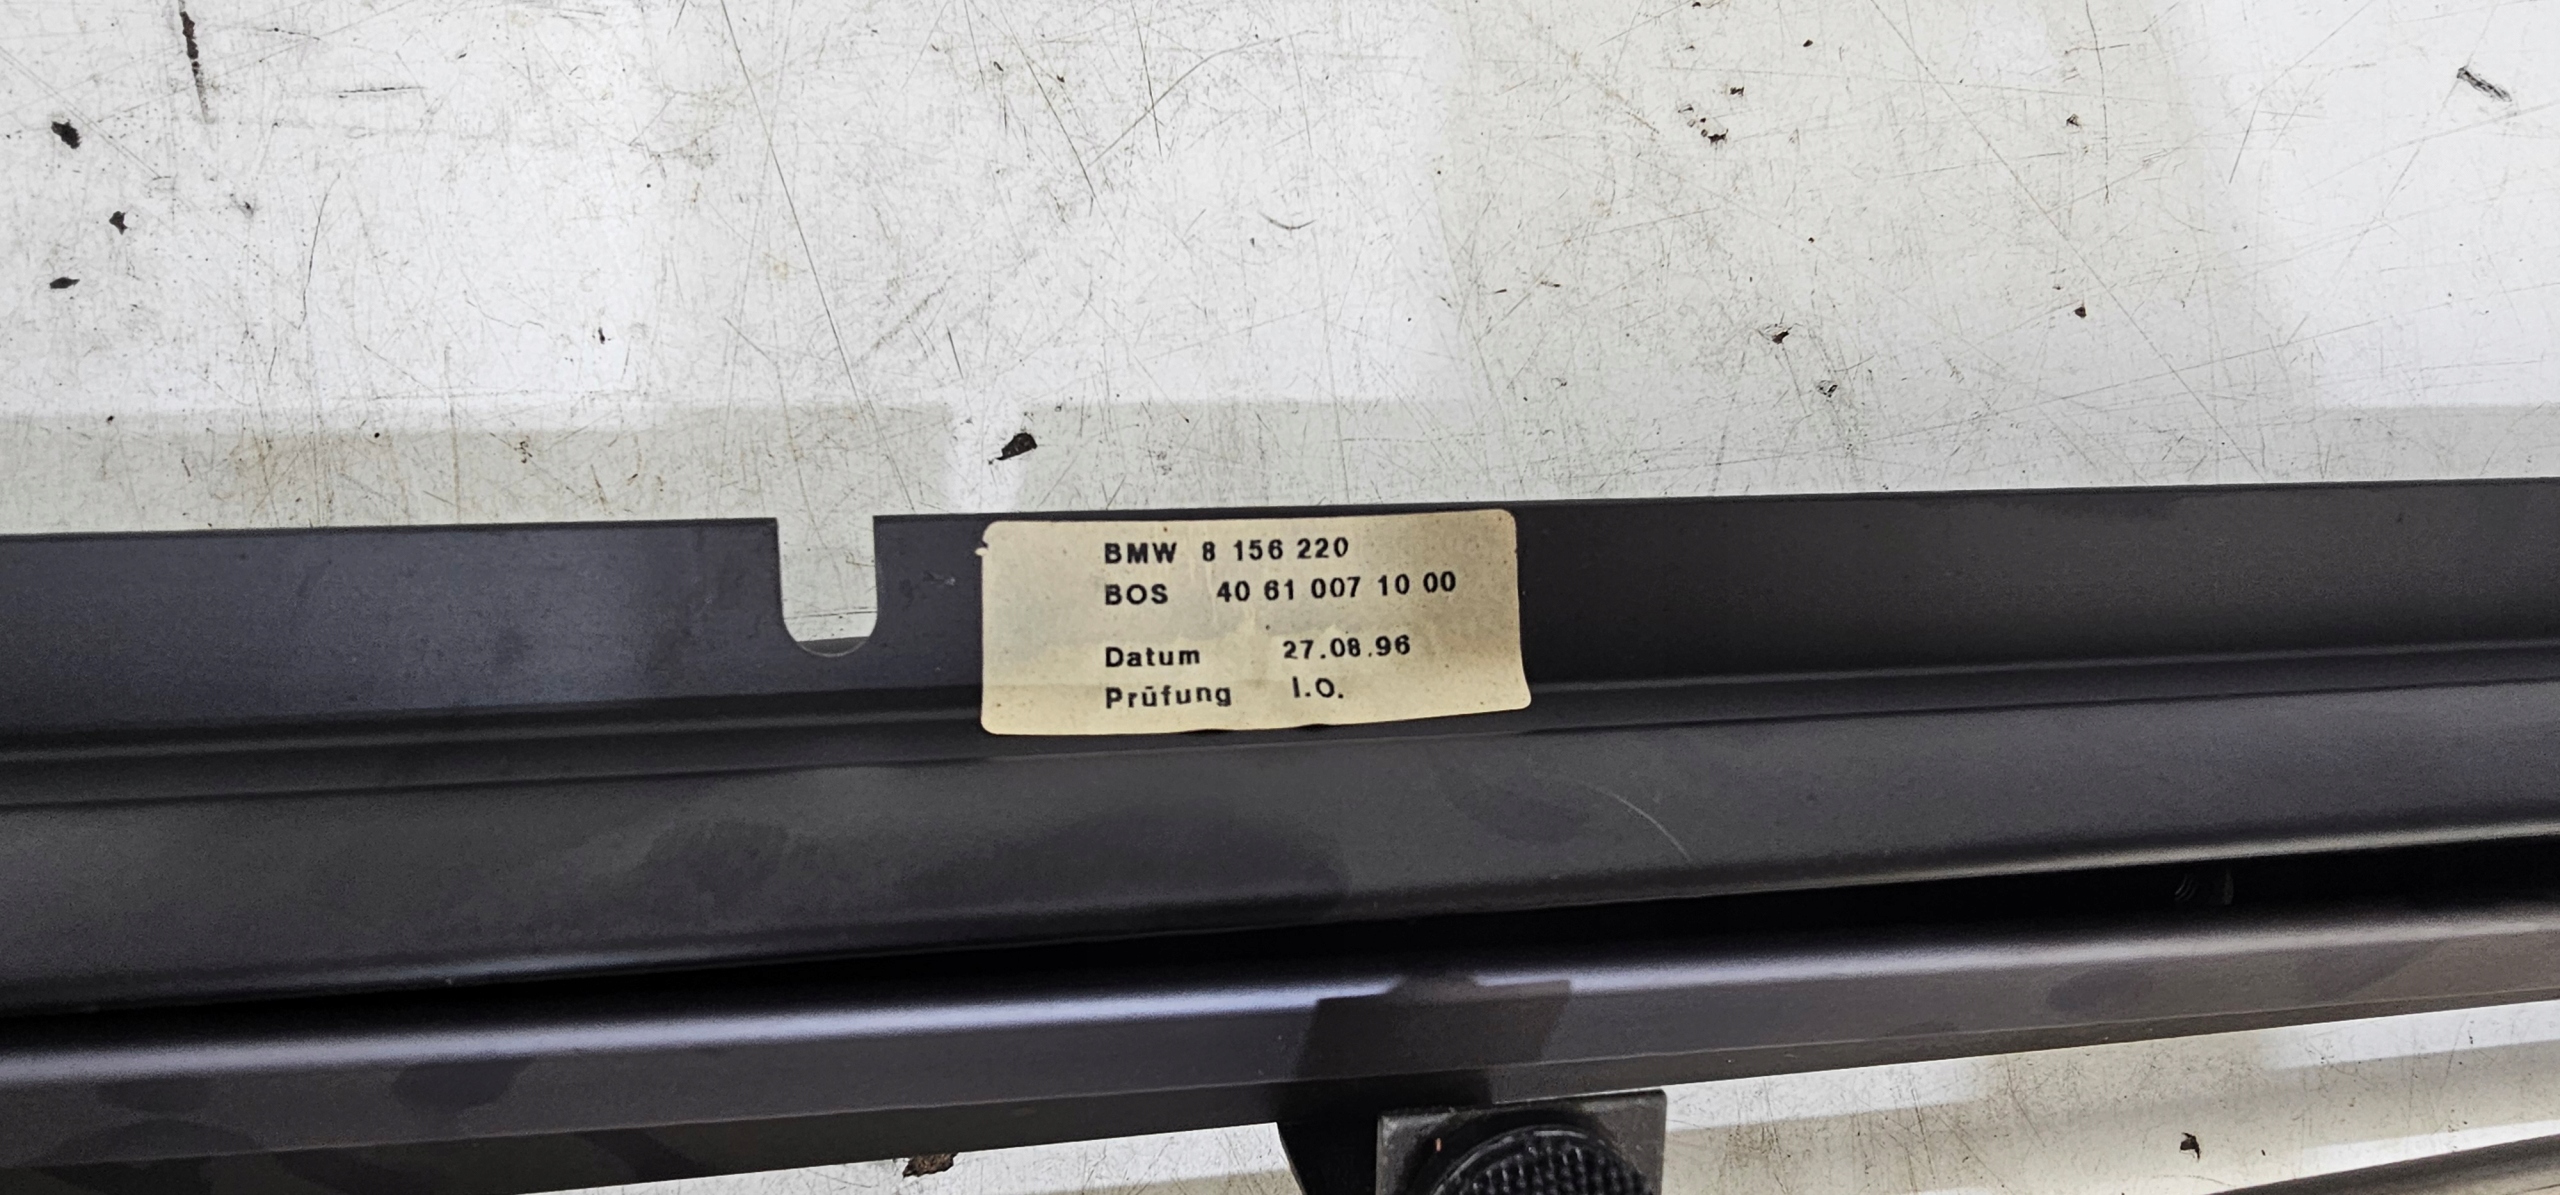 BMW 8 156 220
BOS 40 61 007 10 00
Datum 27.08.96
Prüfung I.O.